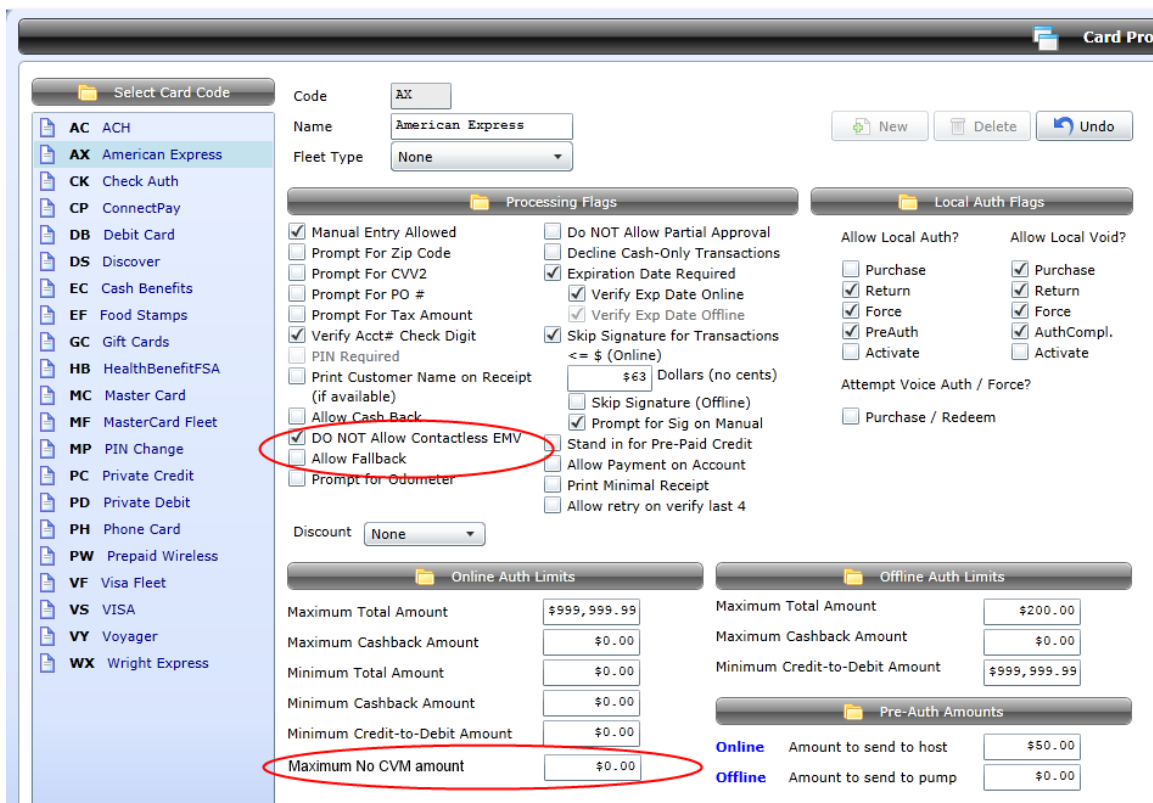 Card Pro
Select Card Code
AC ACH
AX American Express
CK Check Auth
CP ConnectPay
DB Debit Card
DS Discover
EC Cash Benefits
EF Food Stamps
GC Gift Cards
HB HealthBenefitFSA
MC Master Card
MF MasterCard Fleet
MP PIN Change
PC Private Credit
PD Private Debit
PH Phone Card
PW Prepaid Wireless
VF Visa Fleet
VS VISA
VY Voyager
WX Wright Express
Code AX
Name American Express
Fleet Type None
New Delete Undo
Processing Flags
Manual Entry Allowed
Prompt For Zip Code
Prompt For CVV2
Prompt For PO #
Prompt For Tax Amount
Verify Acct# Check Digit
PIN Required
Print Customer Name on Receipt
(if available)
Allow Cash Back
DO NOT Allow Contactless EMV
Allow Fallback
Prompt for Odometer
Do NOT Allow Partial Approval
Decline Cash-Only Transactions
Expiration Date Required
Verify Exp Date Online
Verify Exp Date Offline
Skip Signature for Transactions
<= $ (Online)
$63 Dollars (no cents)
Skip Signature (Offline)
Prompt for Sig on Manual
Stand in for Pre-Paid Credit
Allow Payment on Account
Print Minimal Receipt
Allow retry on verify last 4
Discount None
Local Auth Flags
Allow Local Auth? Allow Local Void?
Purchase Purchase
Return Return
Force Force
PreAuth AuthCompl.
Activate Activate
Attempt Voice Auth / Force?
Purchase / Redeem
Online Auth Limits
Maximum Total Amount $999,999.99
Maximum Cashback Amount $0.00
Minimum Total Amount $0.00
Minimum Cashback Amount $0.00
Minimum Credit-to-Debit Amount $0.00
Maximum No CVM amount $0.00
Offline Auth Limits
Maximum Total Amount $200.00
Maximum Cashback Amount $0.00
Minimum Credit-to-Debit Amount $999,999.99
Pre-Auth Amounts
Online Amount to send to host $50.00
Offline Amount to send to pump $0.00